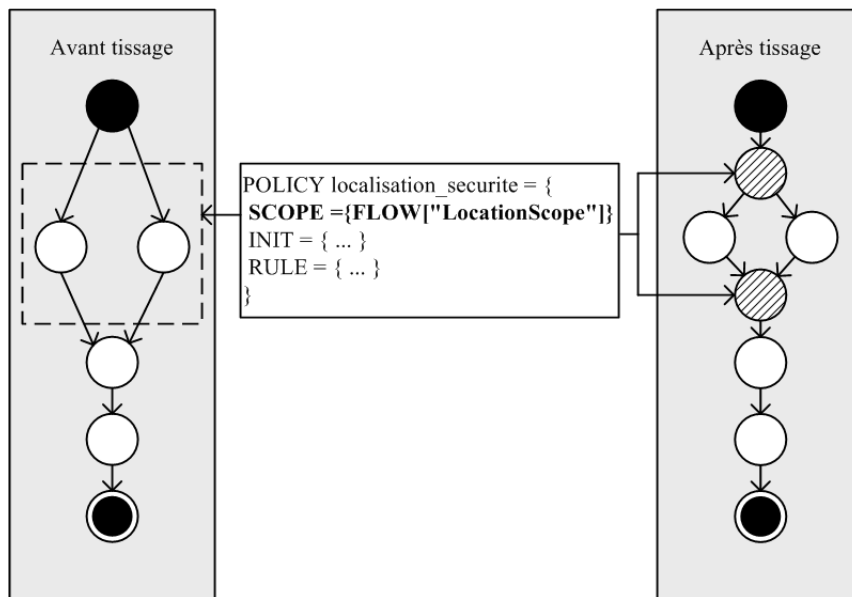 Avant tissage
POLICY localisation_securite = {
SCOPE ={FLOW["LocationScope"]}
INIT = { ... }
RULE = { ... }
}
Après tissage